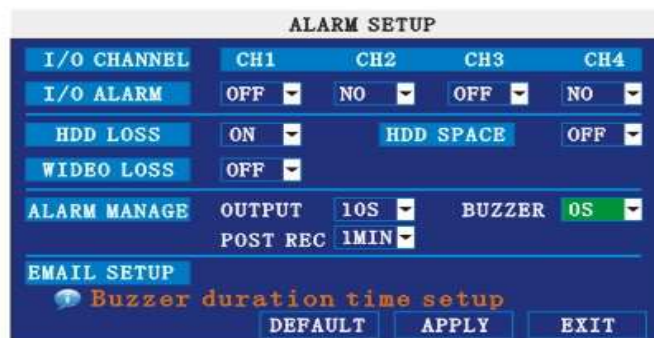 ALARM SETUP
I/O CHANNEL CH1 CH2 CH3 CH4
I/O ALARM OFF NO OFF NO
HDD LOSS ON HDD SPACE OFF
WIDEO LOSS OFF
ALARM MANAGE OUTPUT 10S BUZZER 0S
POST REC 1MIN
EMAIL SETUP
Buzzer duration time setup
DEFAULT APPLY EXIT